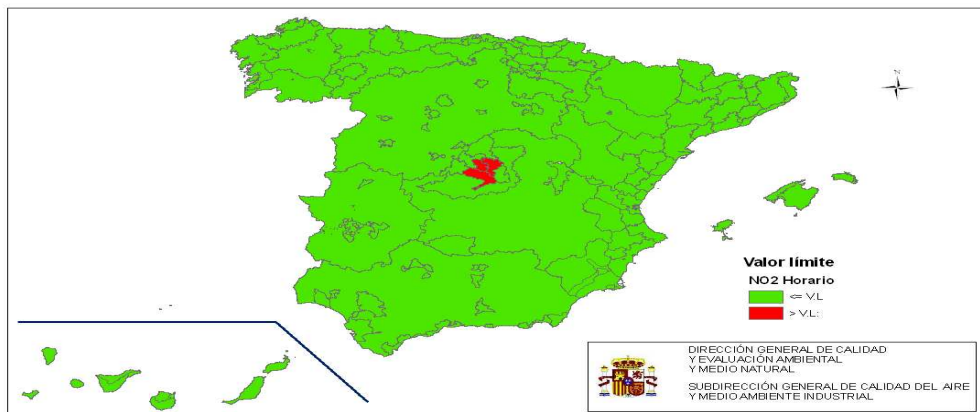 N
Valor límite
NO2 Horario
<= V.L
> V.L:
DIRECCIÓN GENERAL DE CALIDAD
Y EVALUACIÓN AMBIENTAL
Y MEDIO NATURAL
SUBDIRECCIÓN GENERAL DE CALIDAD DEL AIRE
Y MEDIO AMBIENTE INDUSTRIAL